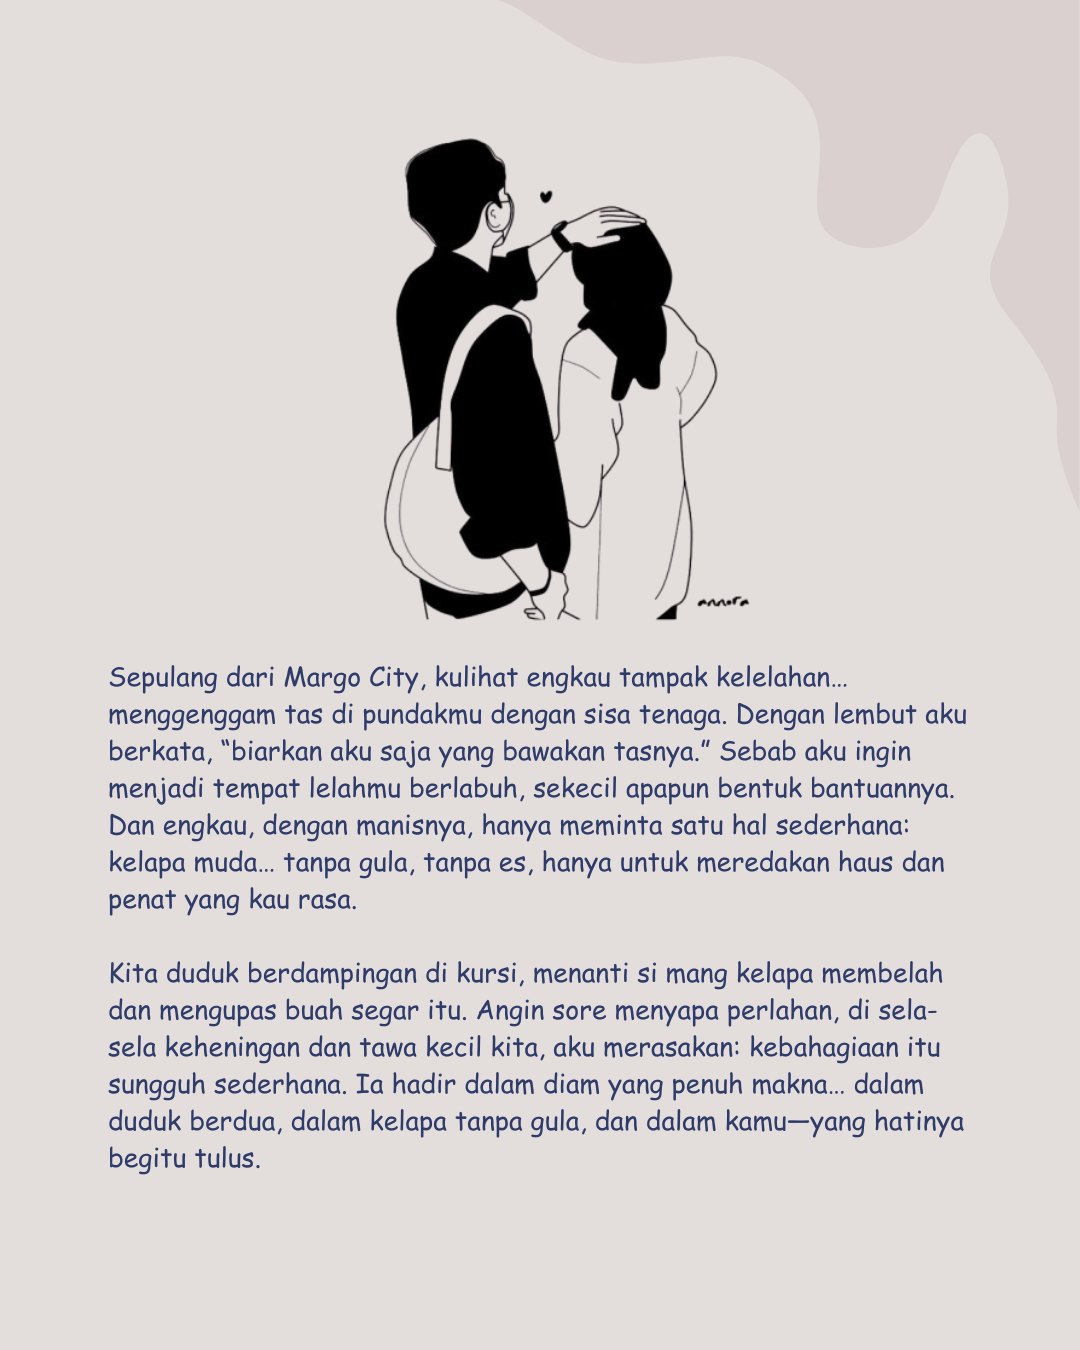 annora
Sepulang dari Margo City, kulihat engkau tampak kelelahan...
menggenggam tas di pundakmu dengan sisa tenaga. Dengan lembut aku
berkata, “biarkan aku saja yang bawakan tasnya.” Sebab aku ingin
menjadi tempat lelahmu berlabuh, sekecil apapun bentuk bantuannya.
Dan engkau, dengan manisnya, hanya meminta satu hal sederhana:
kelapa muda... tanpa gula, tanpa es, hanya untuk meredakan haus dan
penat yang kau rasa.
Kita duduk berdampingan di kursi, menanti si mang kelapa membelah
dan mengupas buah segar itu. Angin sore menyapa perlahan, di sela-
sela keheningan dan tawa kecil kita, aku merasakan: kebahagiaan itu
sungguh sederhana. Ia hadir dalam diam yang penuh makna... dalam
duduk berdua, dalam kelapa tanpa gula, dan dalam kamu—yang hatinya
begitu tulus.